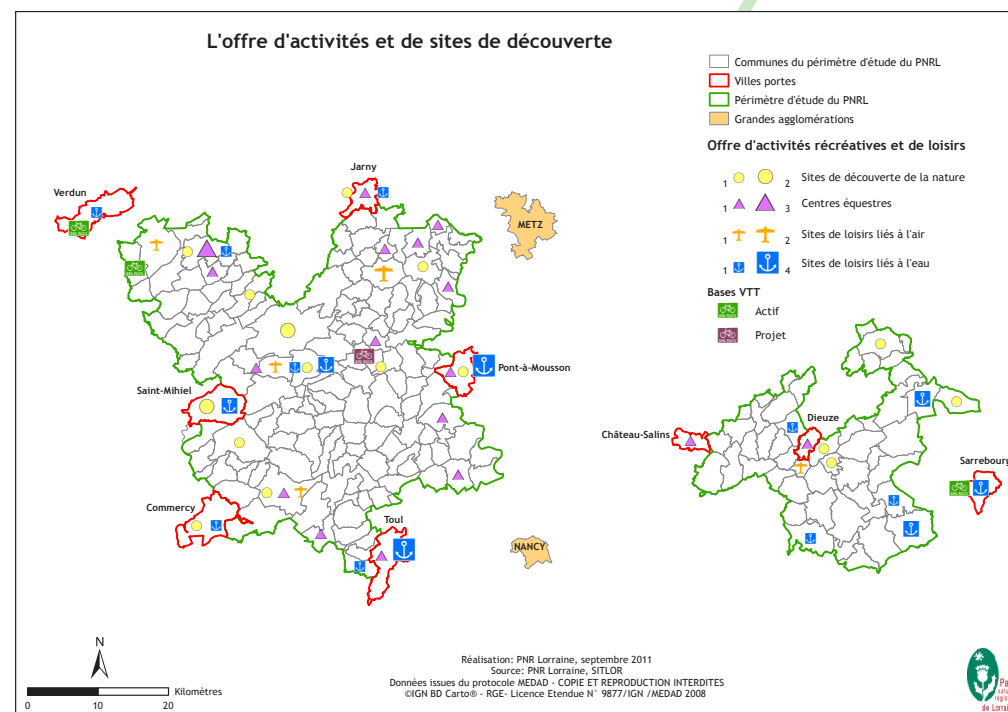 L'offre d'activités et de sites de découverte
Communes du périmètre d'étude du PNRL
Villes portes
Périmètre d'étude du PNRL
Grandes agglomérations
Offre d'activités récréatives et de loisirs
1 2 Sites de découverte de la nature
1 3 Centres équestres
1 2 Sites de loisirs liés à l'air
1 4 Sites de loisirs liés à l'eau
Bases VTT
Actif
Projet
Jarny
Verdun
METZ
Pont-à-Mousson
Saint-Mihiel
Dieuze
Château-Salins
Sarrebourg
Commercy
Toul
NANCY
N
0 10 20 Kilomètres
Réalisation: PNR Lorraine, septembre 2011
Source: PNR Lorraine, SITLOR
Données issues du protocole MEDAD - COPIE ET REPRODUCTION INTERDITES
©IGN BD Carto® - RGE- Licence Etendue N° 9877/IGN /MEDAD 2008
de Lorrai